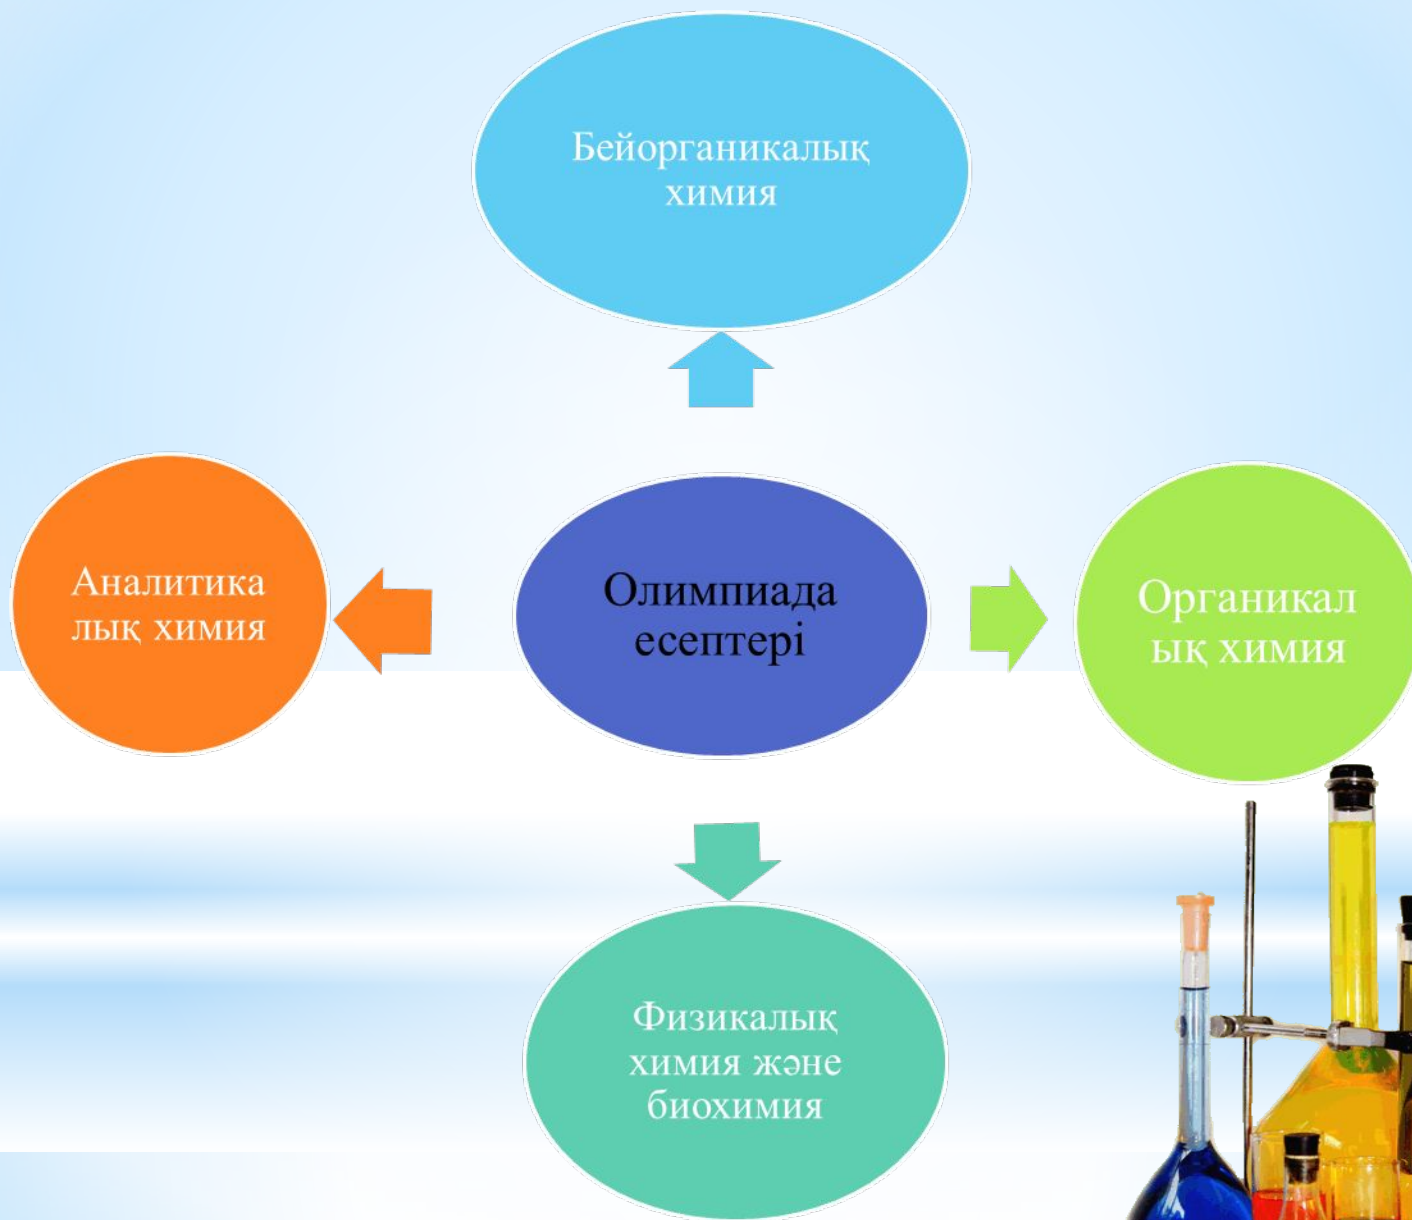 Бейорганикалық
химия
Аналитика
лық химия
Олимпиада
есептері
Органикал
ық химия
Физикалық
химия және
биохимия